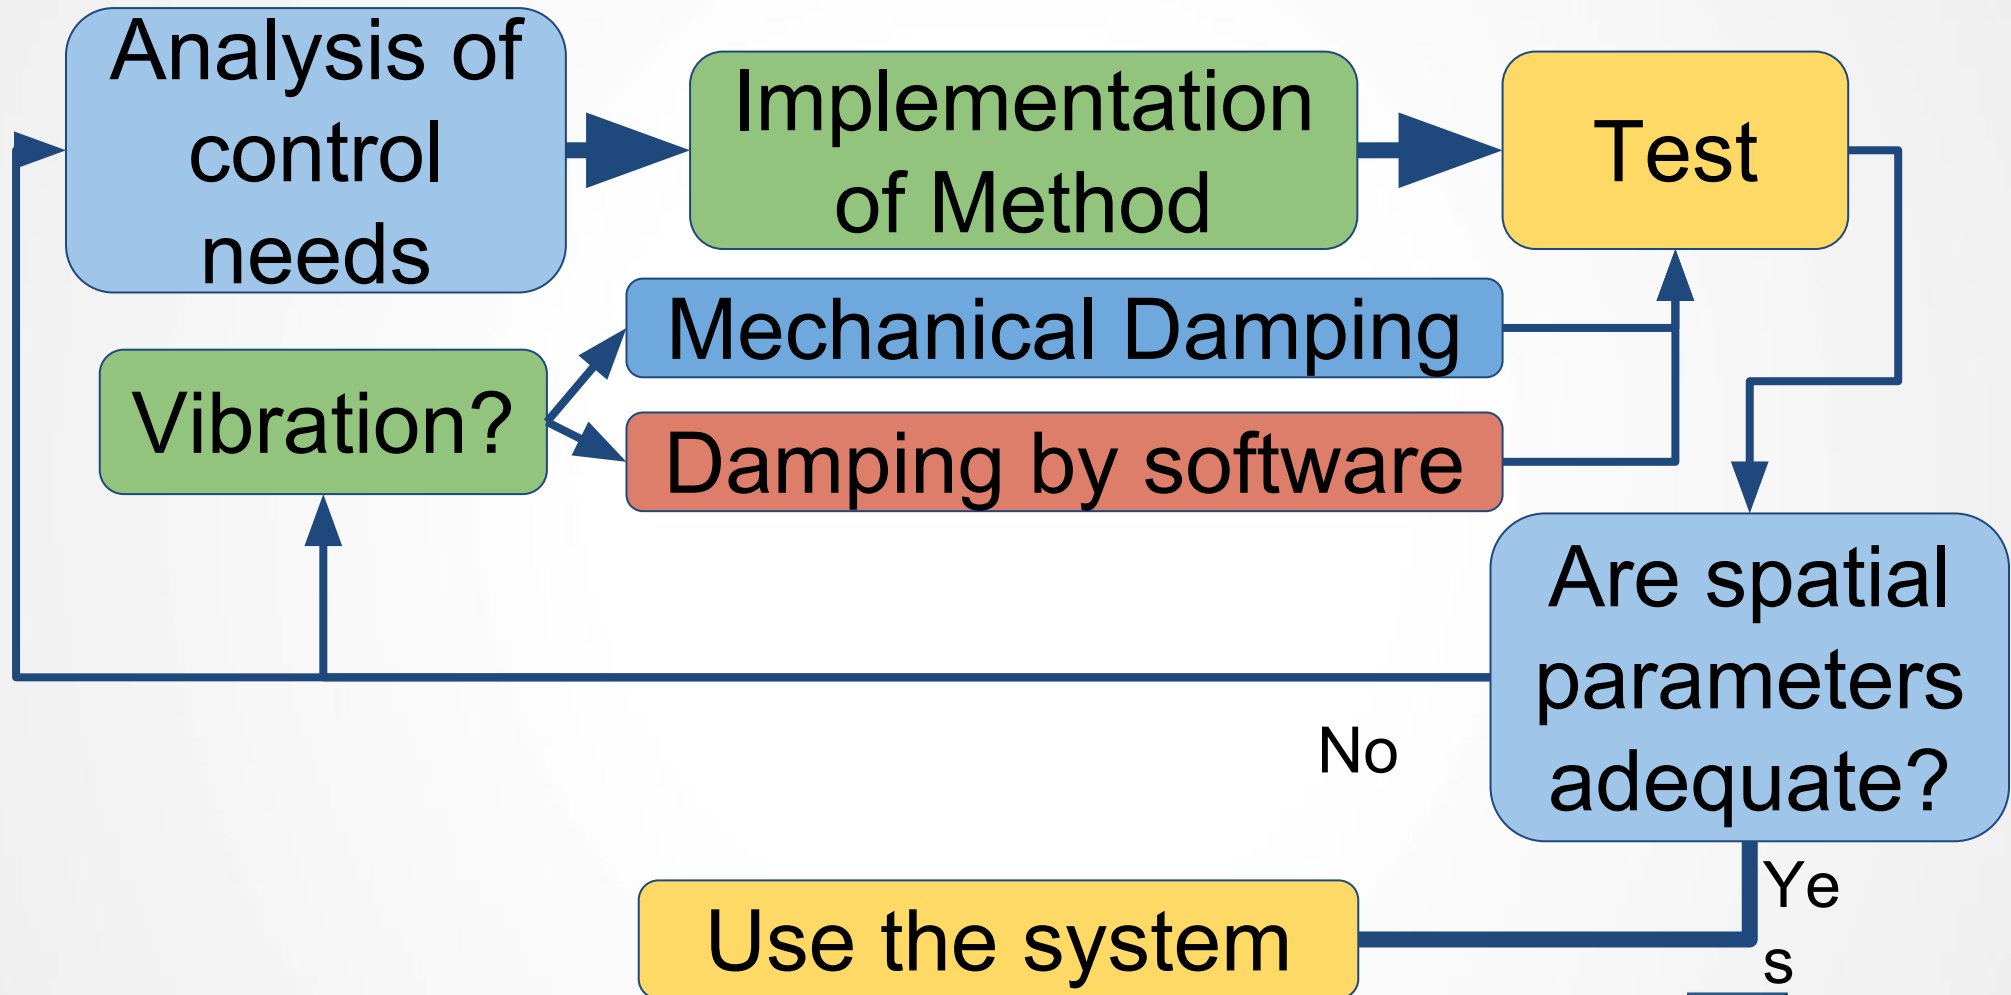 Analysis of
control
needs
Implementation
of Method
Test
Mechanical Damping
Vibration?
Damping by software
Are spatial
parameters
adequate?
No
Ye
s
Use the system